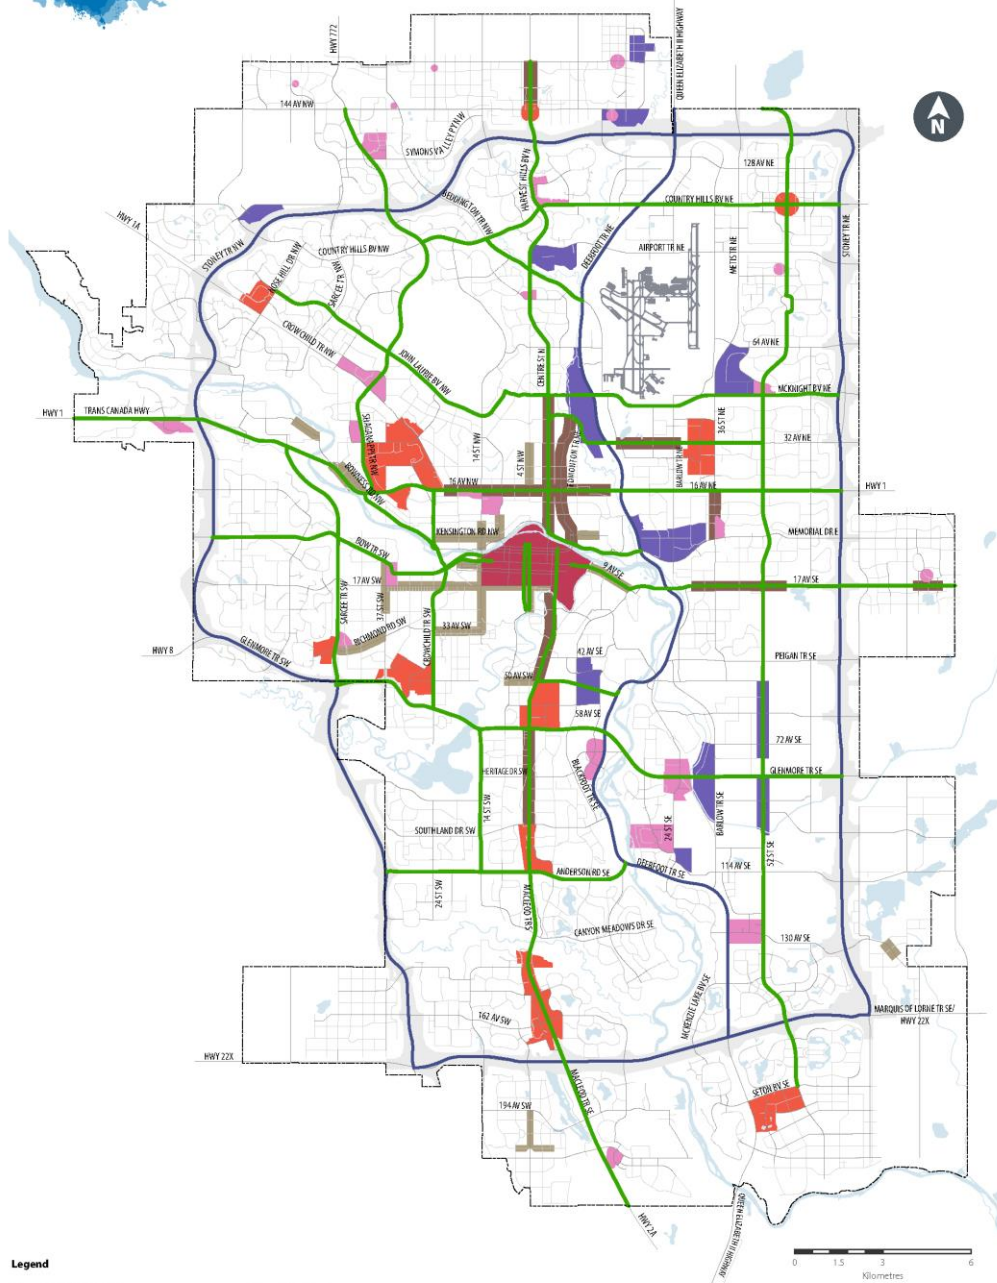 QUEEN ELIZABETH II HIGHWAY
HWY 772
144 AV NW
SYMONS VALLEY PY NW
HARVEST HILLS BV N
128 AV NE
BEDDINGTON TR NW
COUNTRY HILLS BV NE
HWY 1A
STONEY TR NW
COUNTRY HILLS BV NW
DEERFOOT TR NE
AIRPORT TR NE
METIS TR NE
STONEY TR NE
NOSE HILL DR NW
SARCEE TR NW
CROWCHILD TR NW
JOHN LAURIE BV NW
CENTRE ST N
64 AV NE
MCKNIGHT BV NE
HWY 1
TRANS CANADA HWY
SHAGANAPPI TR NW
14 ST NW
4 ST NW
EDMONTON TR NE
BARLOW TR NE
36 ST NE
32 AV NE
BOWNESS RD NW
16 AV NW
16 AV NE
HWY 1
KENSINGTON RD NW
MEMORIAL DR E
BOW TR SW
9 AV SE
17 AV SW
17 AV SE
37 ST SW
SARCEE TR SW
RICHMOND RD SW
CROWCHILD TR SW
33 AV SW
HWY 8
GLENMORE TR SW
42 AV SE
PEIGAN TR SE
50 AV SW
58 AV SE
72 AV SE
HERITAGE DR SW
BLACKFOOT TR SE
GLENMORE TR SE
14 ST SW
SOUTHLAND DR SW
24 ST SE
BARLOW TR SE
52 ST SE
24 ST SW
ANDERSON RD SE
DEERFOOT TR SE
114 AV SE
MACLEOD TR S
CANYON MEADOWS DR SE
130 AV SE
MCKENZIE LAKE BV SE
162 AV SW
MARQUIS DE LORNE TR SE/
HWY 22X
HWY 22X
MACLEOD TR SE
SETON BV SE
194 AV SW
HWY 2A
QUEEN ELIZABETH II HIGHWAY
N
Legend
0 1.5 3 6
Kilometres